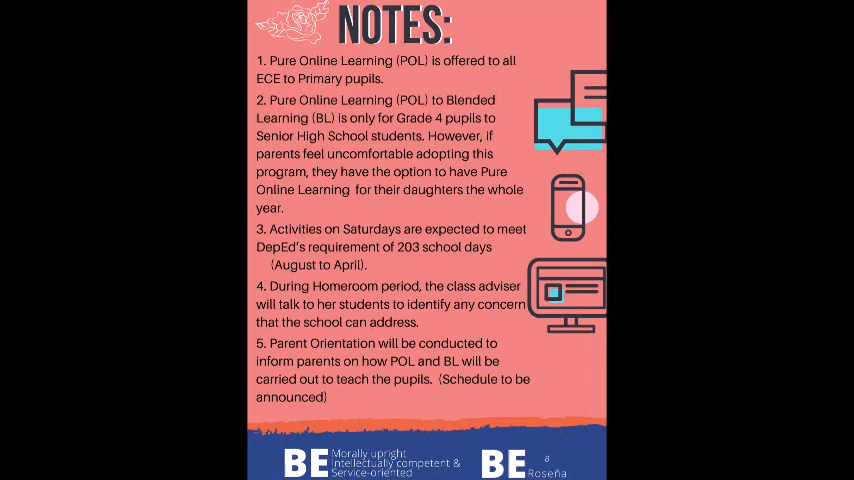 NOTES:
1. Pure Online Learning (POL) is offered to all
ECE to Primary pupils.
2. Pure Online Learning (POL) to Blended
Learning (BL) is only for Grade 4 pupils to
Senior High School students. However, if
parents feel uncomfortable adopting this
program, they have the option to have Pure
Online Learning for their daughters the whole
year.
3. Activities on Saturdays are expected to meet
DepEd's requirement of 203 school days
(August to April).
4. During Homeroom period, the class adviser
will talk to her students to identify any concern
that the school can address.
5. Parent Orientation will be conducted to
inform parents on how POL and BL will be
carried out to teach the pupils. (Schedule to be
announced)
BE
Morally upright
Intellectually competent &
Service-oriented
BE
a
Roseña